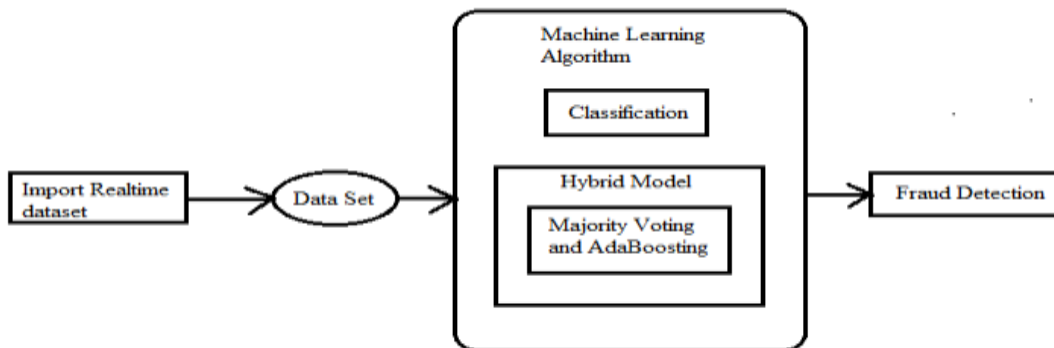 Import Realtime
dataset
Data Set
Machine Learning
Algorithm
Classification
Hybrid Model
Majority Voting
and AdaBoosting
Fraud Detection